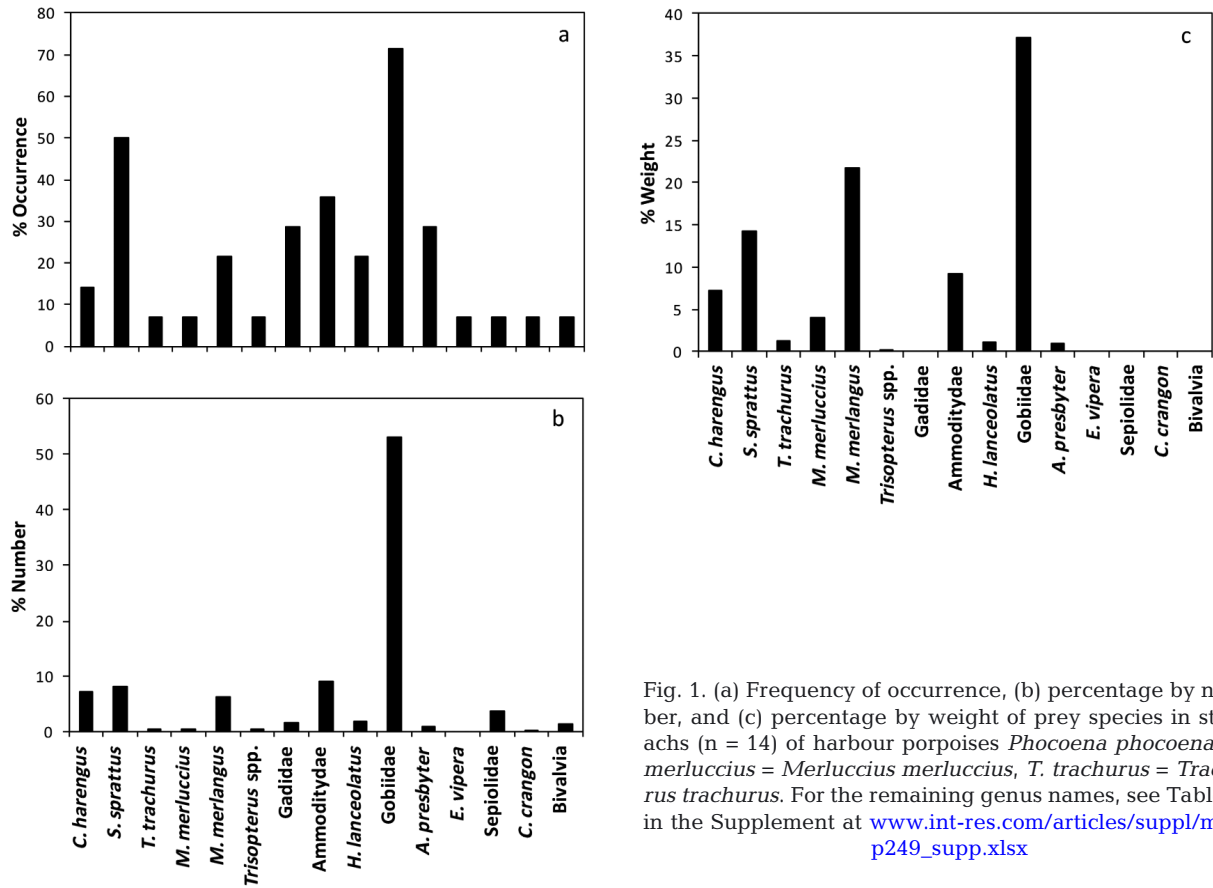 a
80
70
60
50
40
30
20
10
0
% Occurrence
b
60
50
40
30
20
10
0
% Number
C. harengus
S. sprattus
T. trachurus
M. merluccius
M. merlangus
Trisopterus spp.
Gadidae
Ammoditydae
H. lanceolatus
Gobiidae
A. presbyter
E. vipera
Sepiolidae
C. crangon
Bivalvia
c
40
35
30
25
20
15
10
5
0
% Weight
C. harengus
S. sprattus
T. trachurus
M. merluccius
M. merlangus
Trisopterus spp.
Gadidae
Ammoditydae
H. lanceolatus
Gobiidae
A. presbyter
E. vipera
Sepiolidae
C. crangon
Bivalvia
Fig. 1. (a) Frequency of occurrence, (b) percentage by n
ber, and (c) percentage by weight of prey species in st
achs (n = 14) of harbour porpoises Phocoena phocoena
merluccius = Merluccius merluccius, T. trachurus = Trac
rus trachurus. For the remaining genus names, see Tabl
in the Supplement at www.int-res.com/articles/suppl/m
p249_supp.xlsx